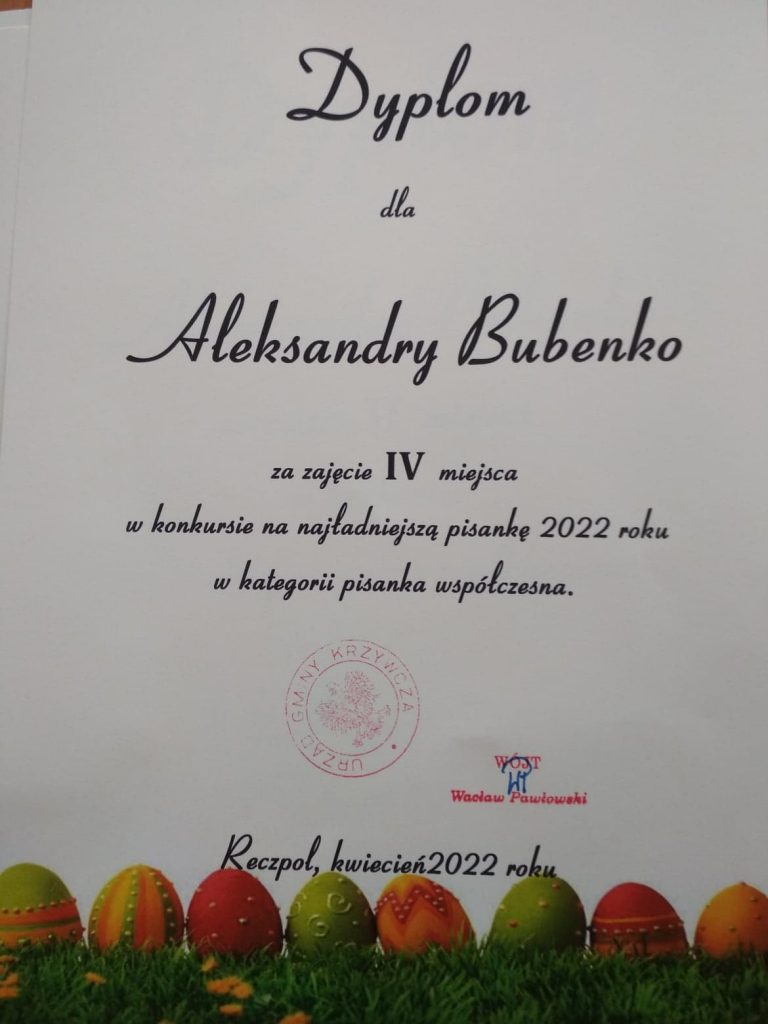 Dyplom
dla
Aleksandry Bubenko
za zajęcie IV miejsca
w konkursie na najładniejszą pisankę 2022 roku
w kategorii pisanka współczesna.
URZĄD GMINY KRZYWCZA
WÓJT
Wacław Pawłowski
Reczpol, kwiecień2022 roku